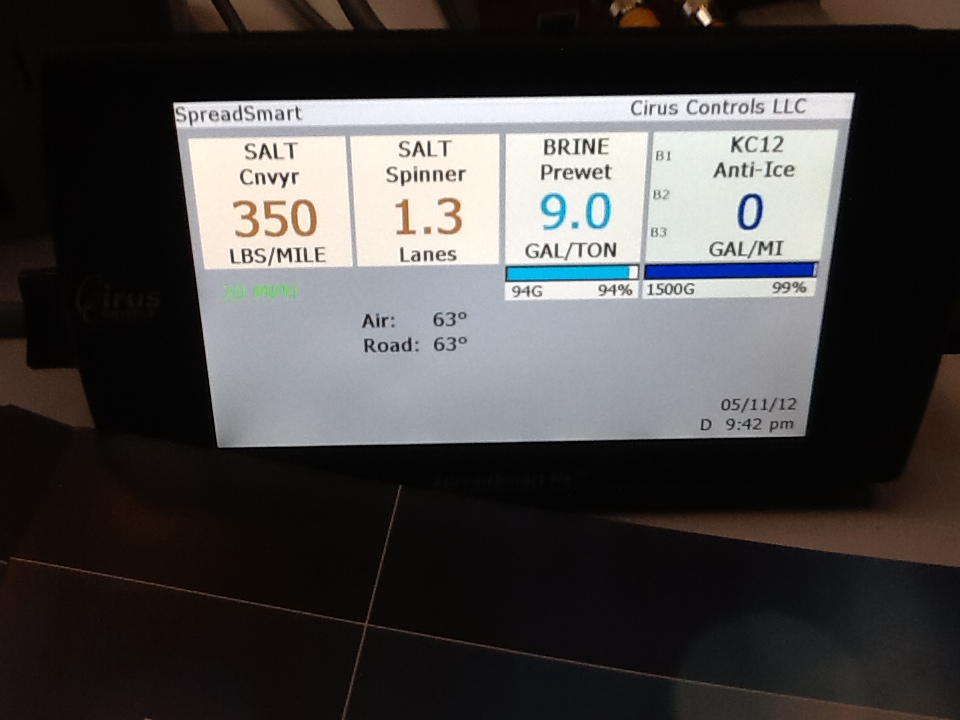 SpreadSmart
Cirus Controls LLC
SALT
Cnvyr
350
LBS/MILE
SALT
Spinner
1.3
Lanes
BRINE
Prewet
9.0
GAL/TON
94G 94%
B1
B2
B3
KC12
Anti-Ice
0
GAL/MI
1500G 99%
Air: 63°
Road: 63°
05/11/12
D 9:42 pm
Cirus